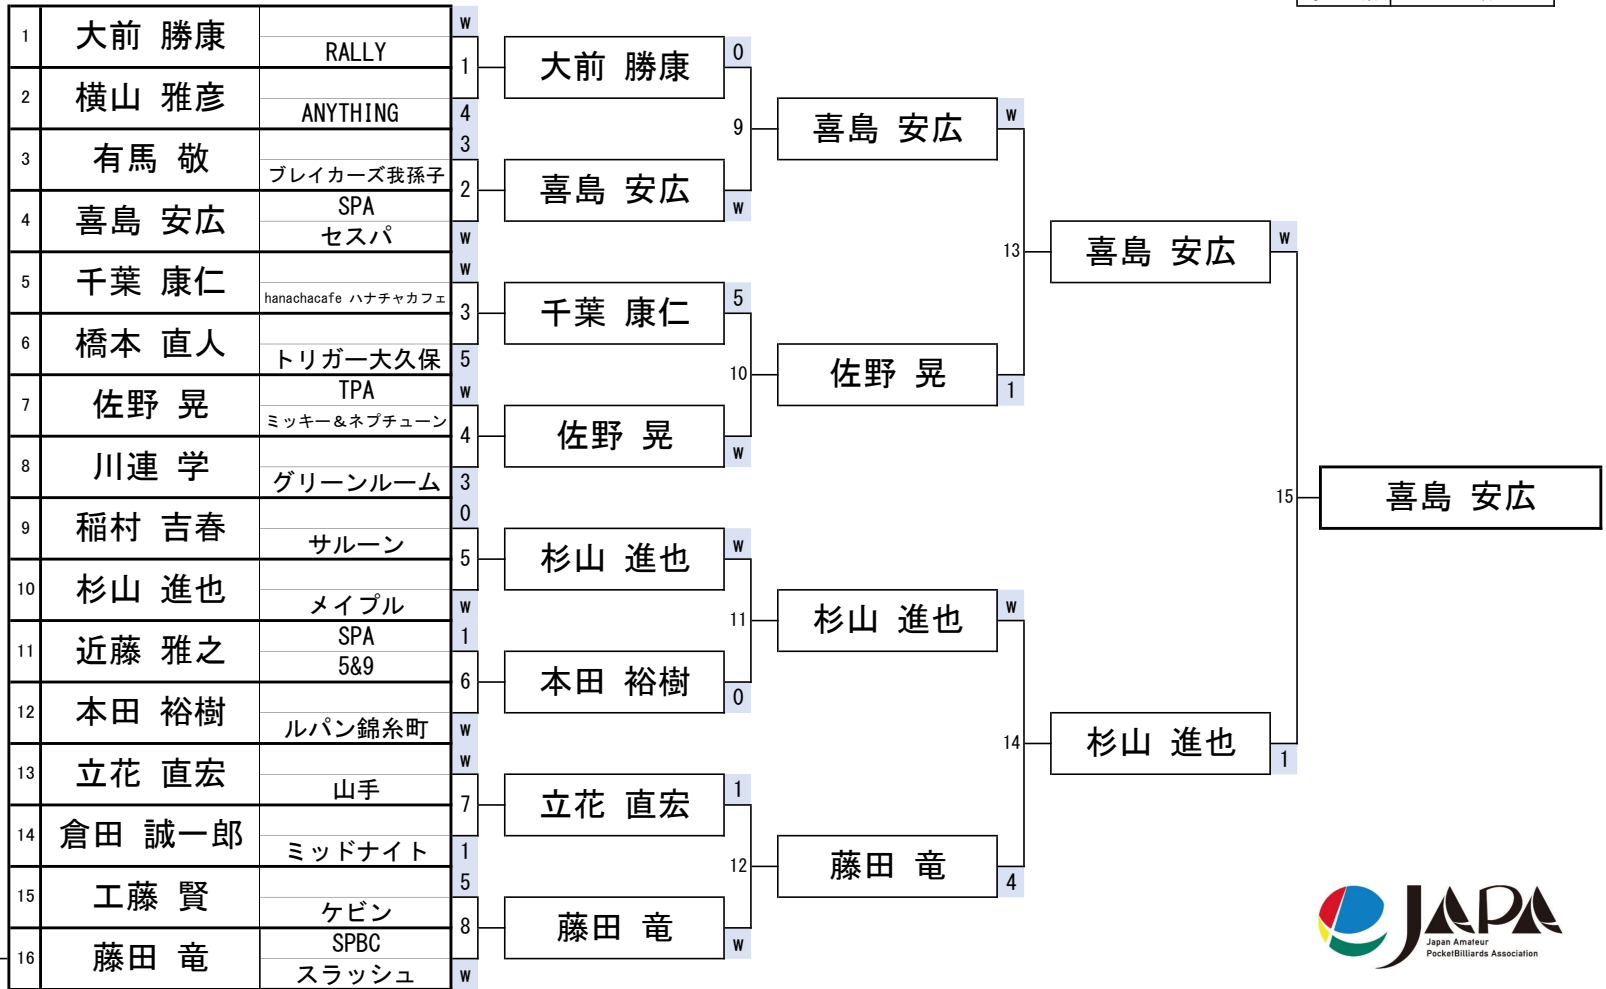 1 大前 勝康 W
RALLY
1
2 横山 雅彦
ANYTHING 4
3 有馬 敬 3
ブレイカーズ我孫子
2
4 喜島 安広 SPA
セスパ W
5 千葉 康仁 W
hanachacafe ハナチャカフェ
3
6 橋本 直人
トリガー大久保 5
7 佐野 晃 TPA W
ミッキー＆ネプチューン
4
8 川連 学
グリーンルーム 3
9 稲村 吉春 0
サルーン
5
10 杉山 進也
メイプル W
11 近藤 雅之 SPA 1
5&9
6
12 本田 裕樹
ルパン錦糸町 W
13 立花 直宏 W
山手
7
14 倉田 誠一郎
ミッドナイト 1
15 工藤 賢 5
ケビン
8
16 藤田 竜 SPBC
スラッシュ W
大前 勝康 0
9
喜島 安広 W
千葉 康仁 5
10
佐野 晃 W
杉山 進也 W
11
本田 裕樹 0
立花 直宏 1
12
藤田 竜 W
喜島 安広 W
13
佐野 晃 1
杉山 進也 W
14
藤田 竜 4
喜島 安広 W
15
杉山 進也 1
喜島 安広
JAPA
Japan Amateur
PocketBilliards Association